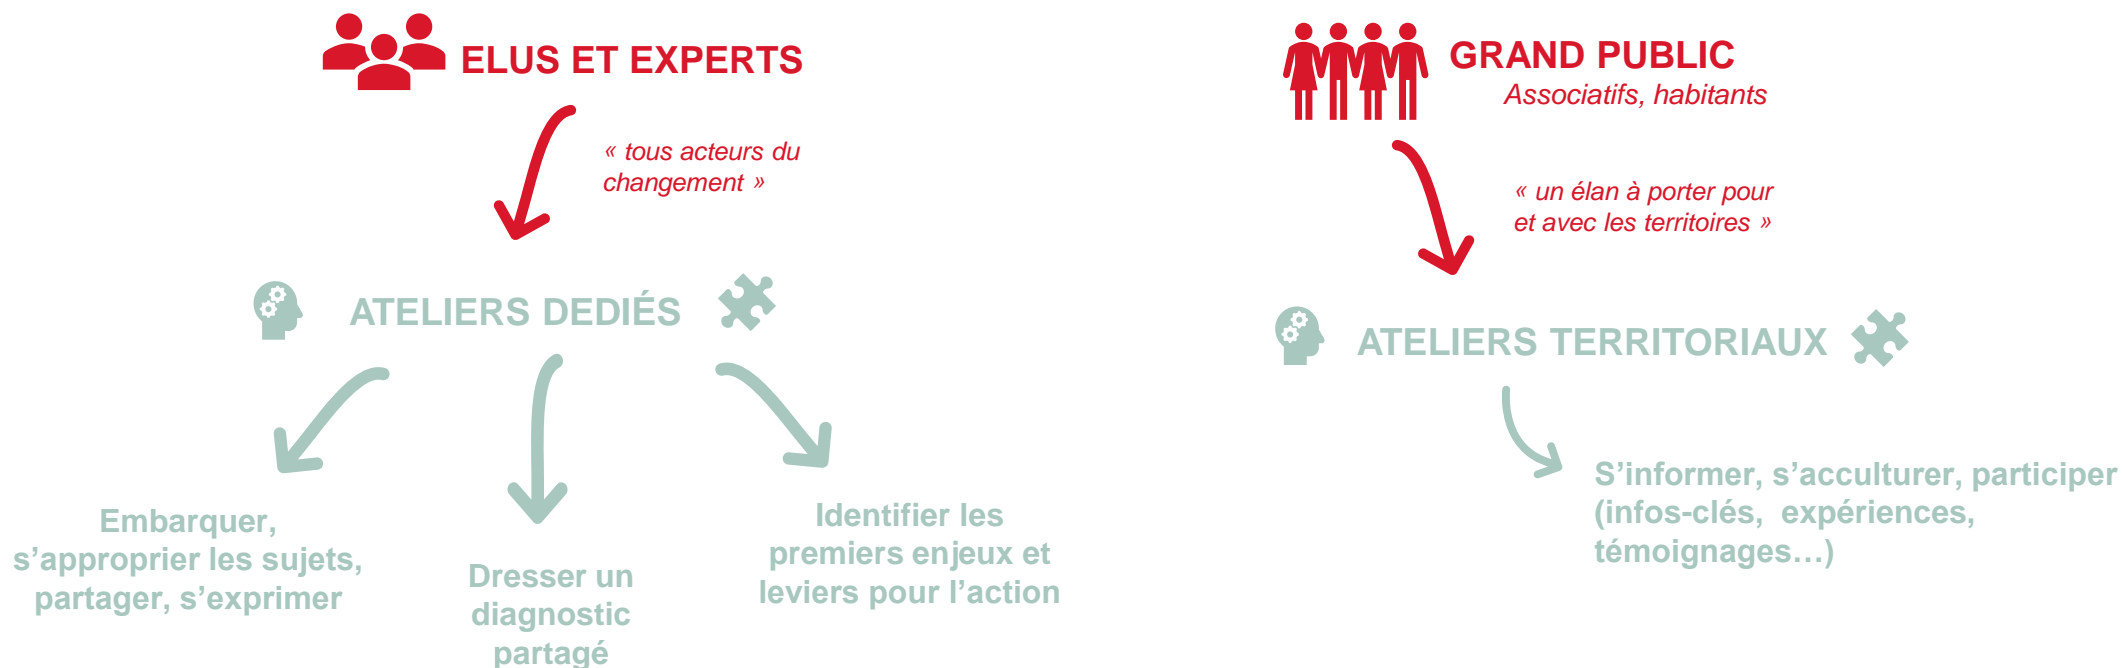 ELUS ET EXPERTS
« tous acteurs du
changement »
ATELIERS DEDIÉS
Embarquer,
s’approprier les sujets,
partager, s’exprimer
Dresser un
diagnostic
partagé
Identifier les
premiers enjeux et
leviers pour l’action
GRAND PUBLIC
Associatifs, habitants
« un élan à porter pour
et avec les territoires »
ATELIERS TERRITORIAUX
S’informer, s’acculturer, participer
(infos-clés,  expériences,
témoignages…)